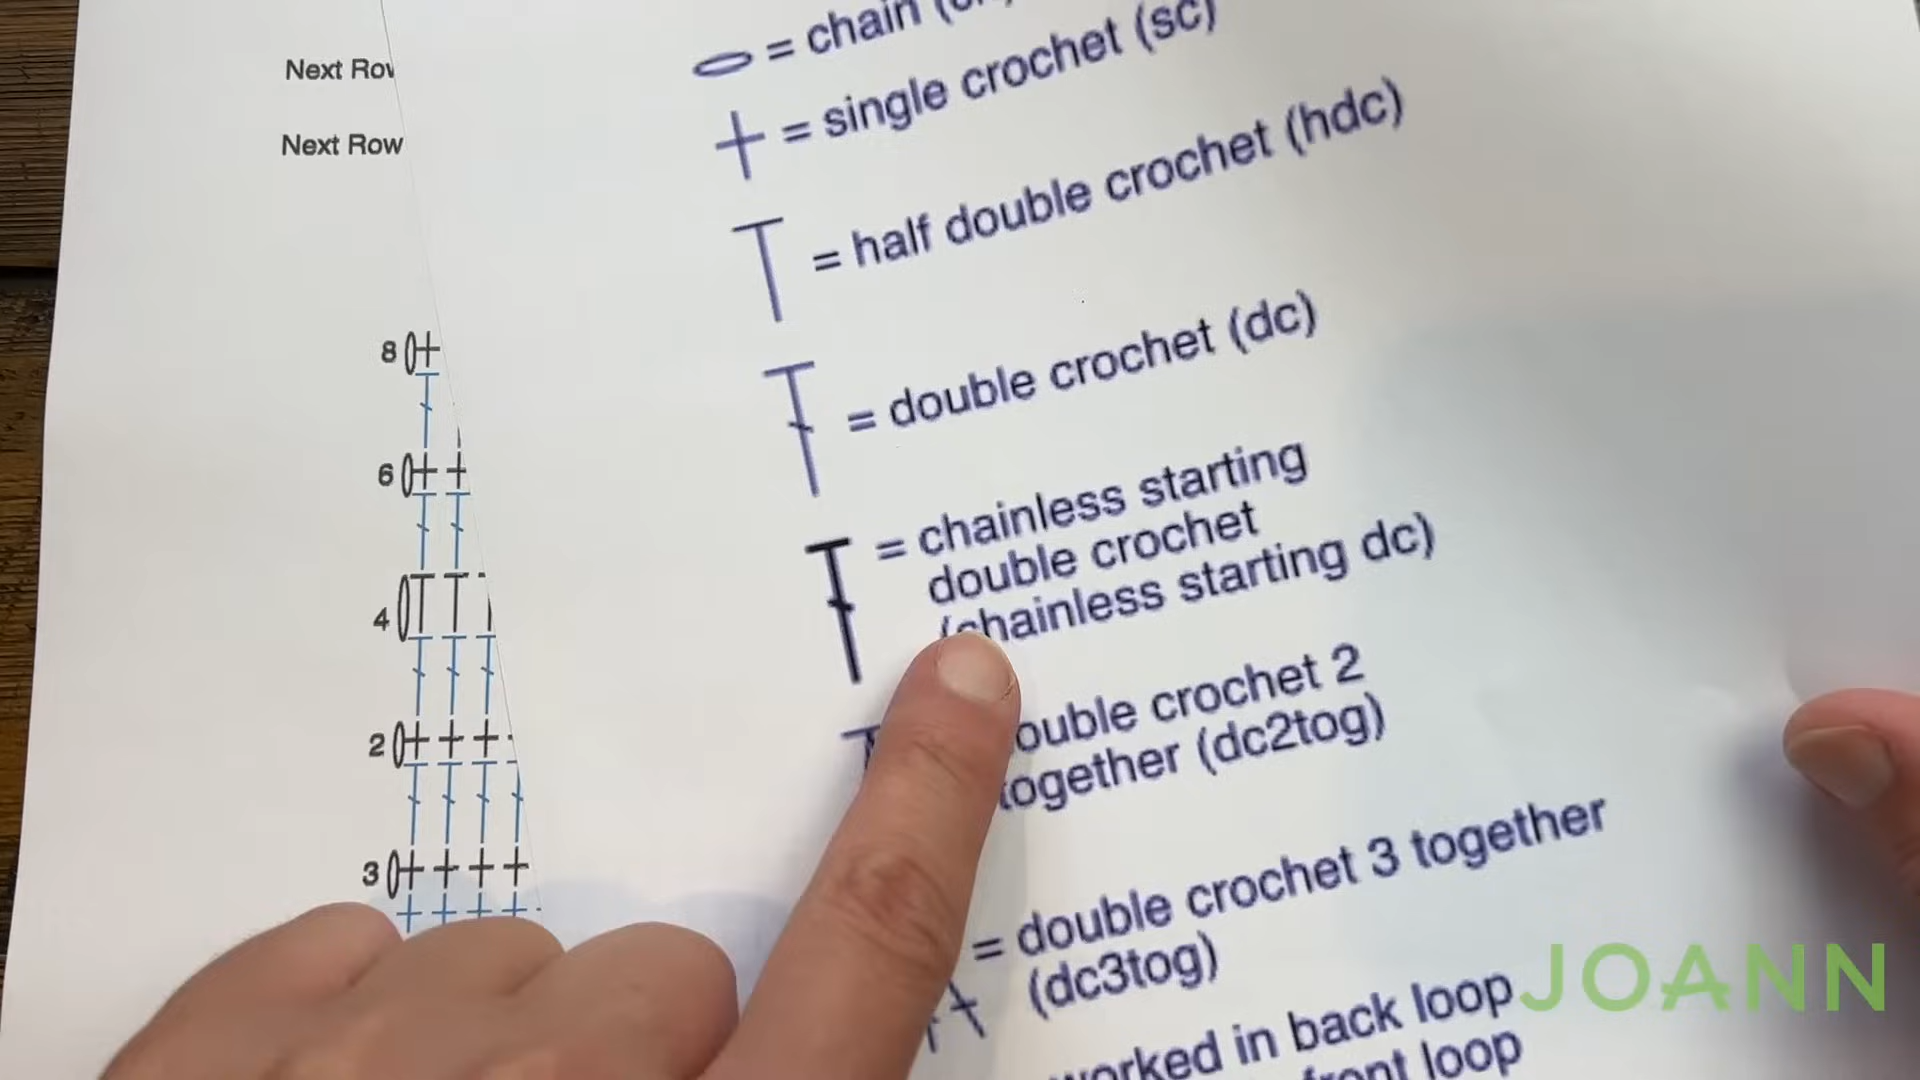 Next Row
Next Row
8
6
4
2
3
= chain
= single crochet (sc)
= half double crochet (hdc)
= double crochet (dc)
= chainless starting
double crochet
(chainless starting dc)
ouble crochet 2
together (dc2tog)
= double crochet 3 together
(dc3tog)
worked in back loop
front loop
JOANN